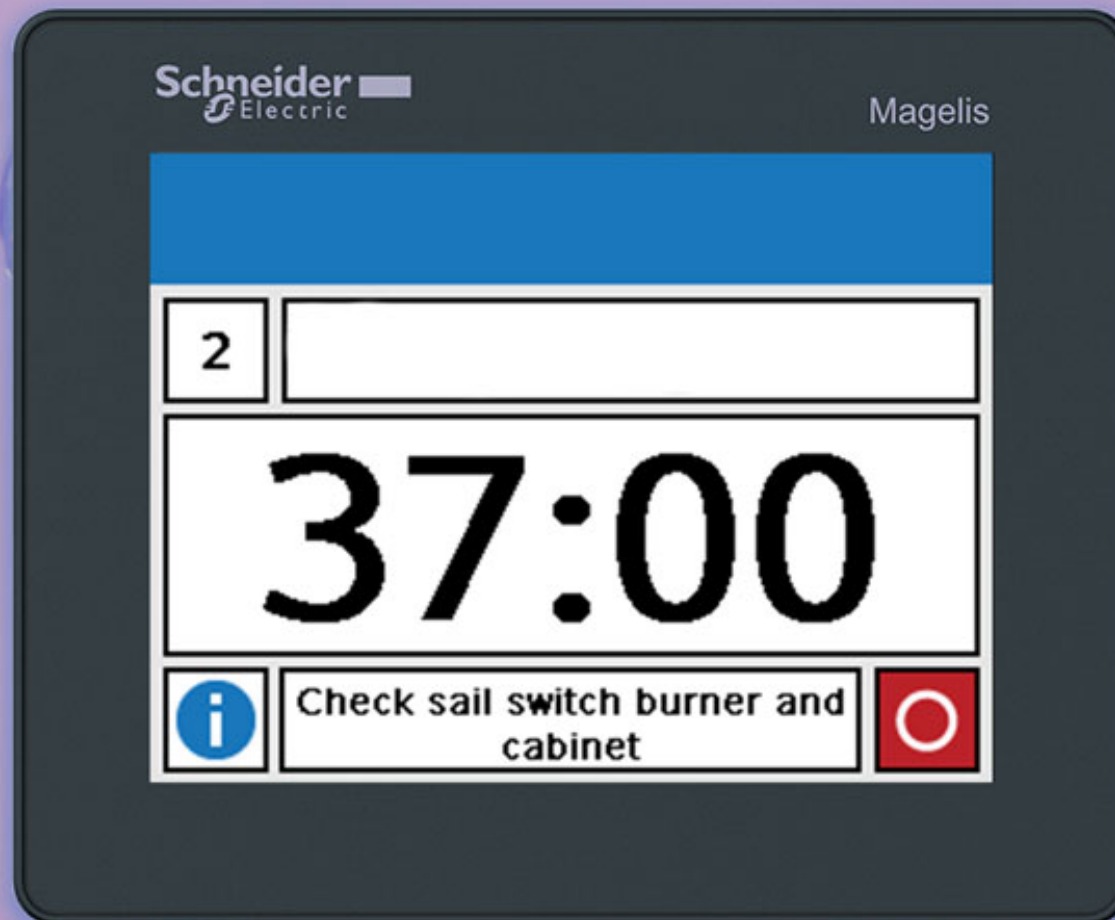 Schneider
Electric
Magelis
2
37:00
i
Check sail switch burner and
cabinet